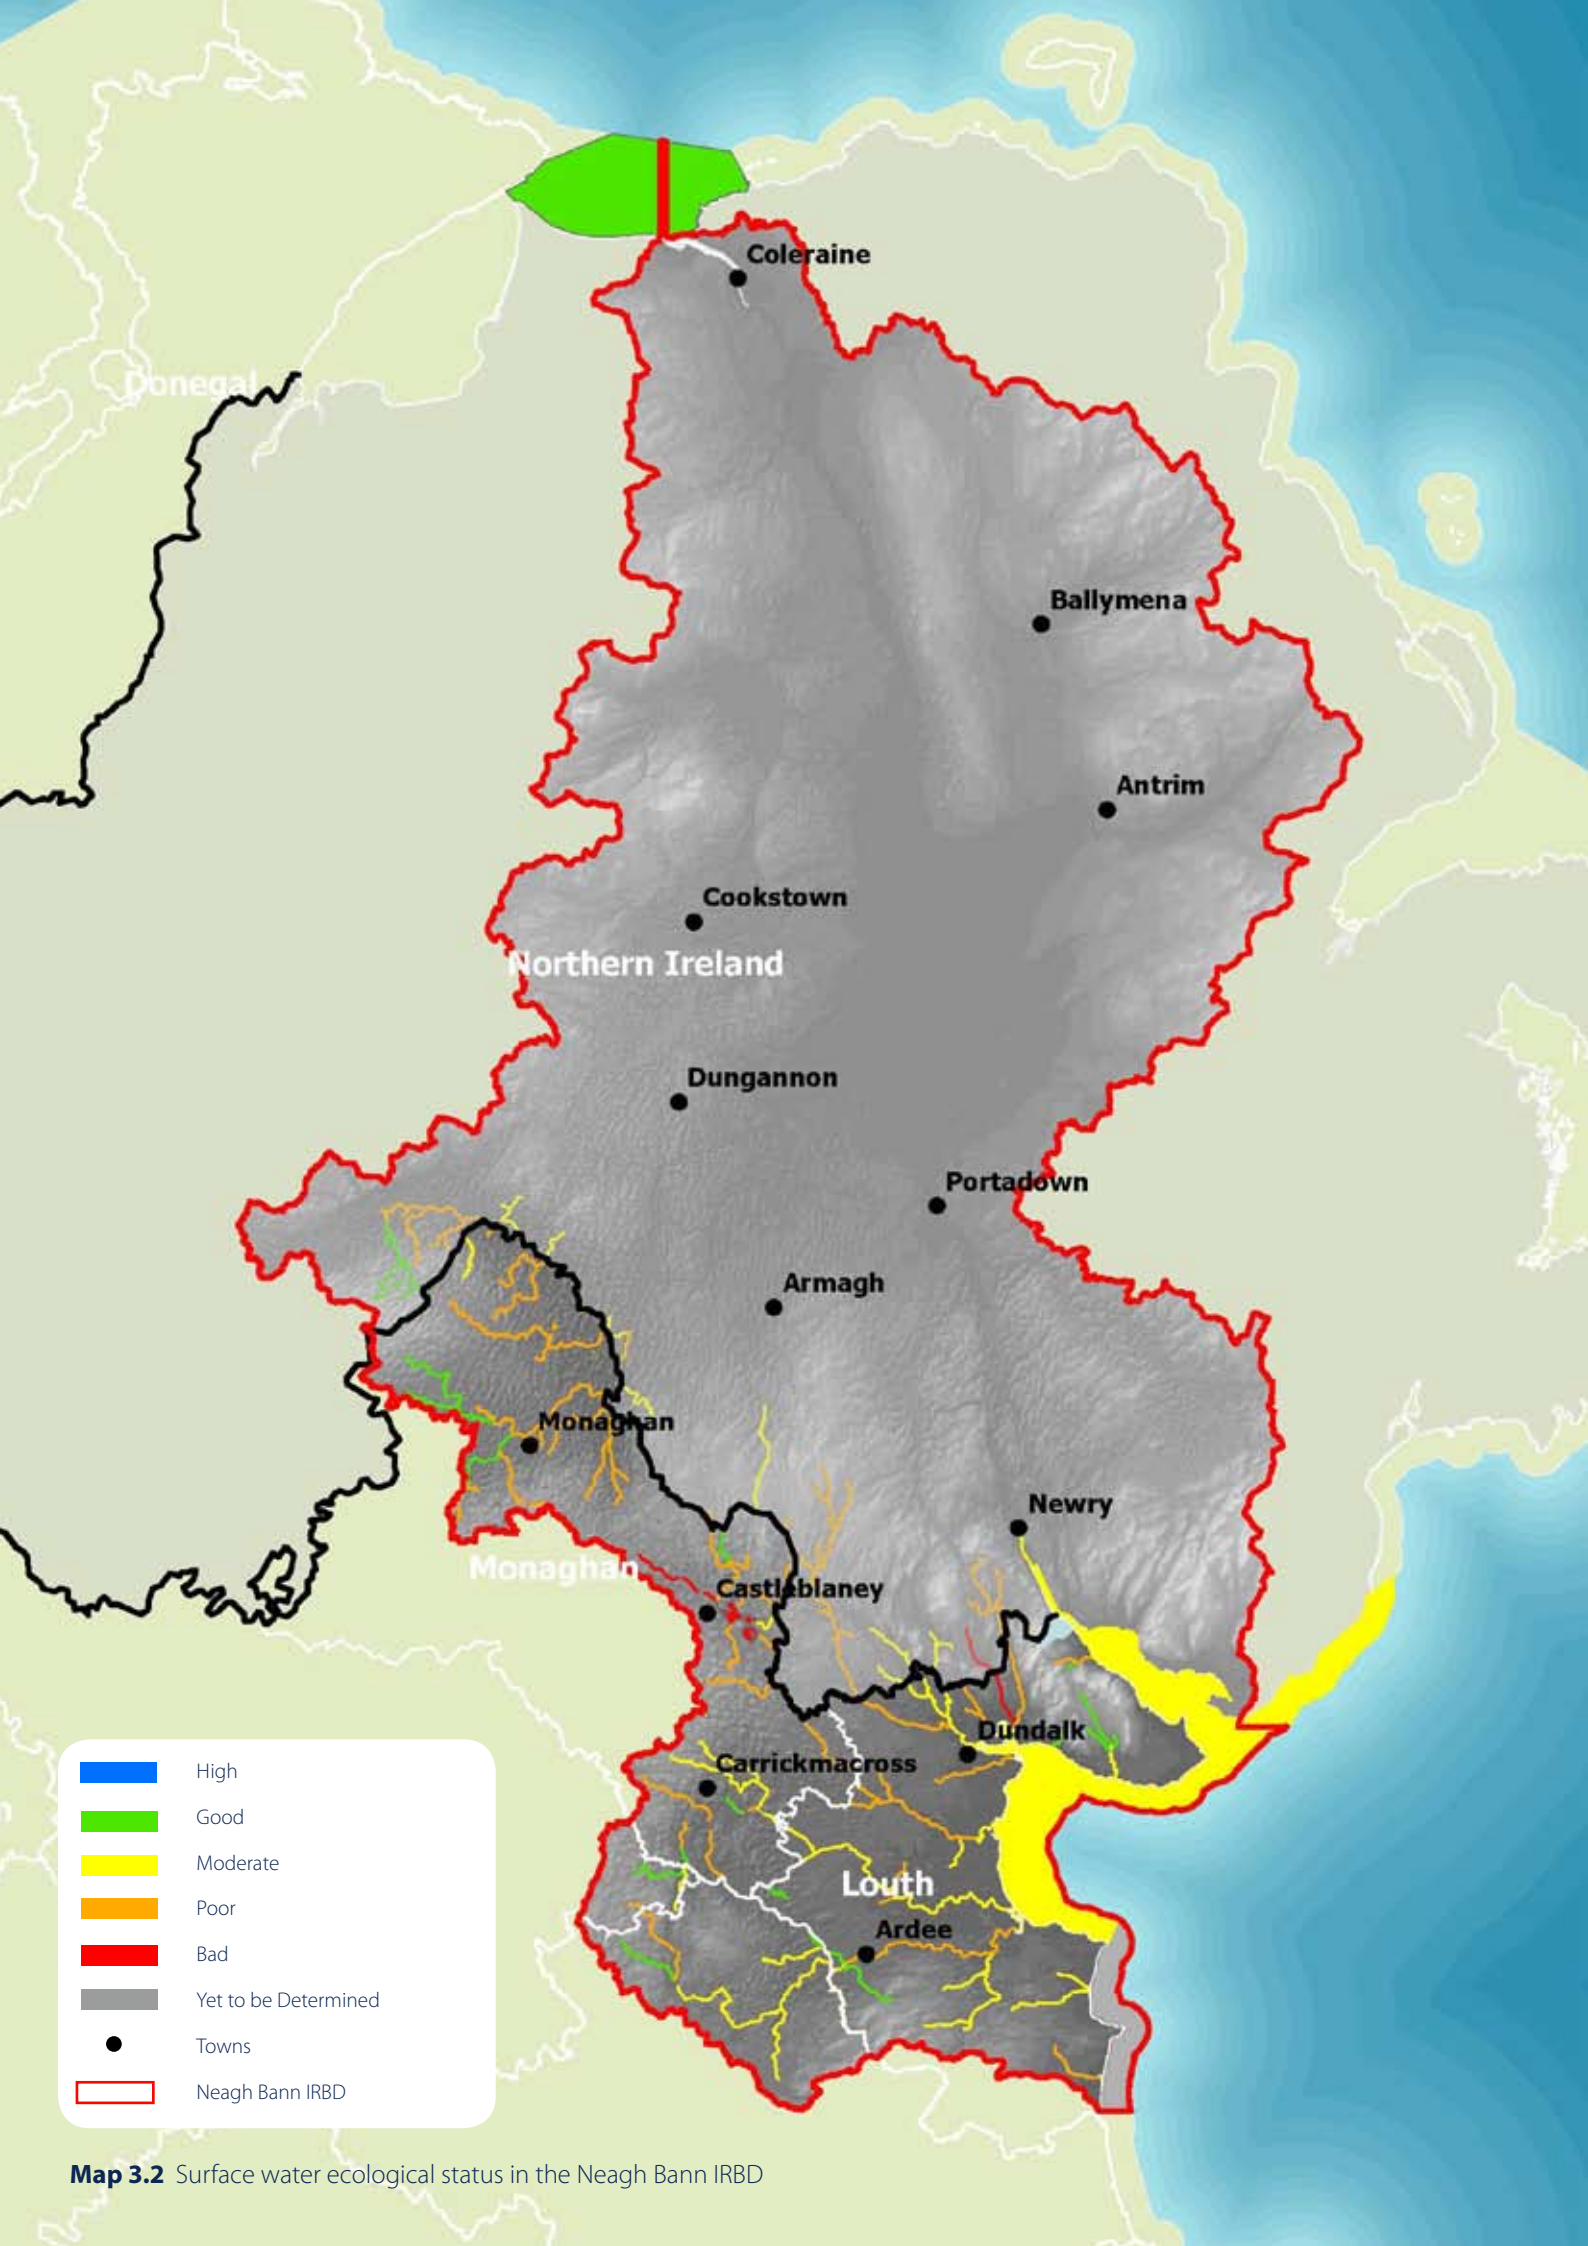 Coleraine
Donegal
Ballymena
Antrim
Cookstown
Northern Ireland
Dungannon
Portadown
Armagh
Monaghan
Newry
Monaghan
Castleblaney
Dundalk
Carrickmacross
Louth
Ardee
High
Good
Moderate
Poor
Bad
Yet to be Determined
Towns
Neagh Bann IRBD
Map 3.2 Surface water ecological status in the Neagh Bann IRBD